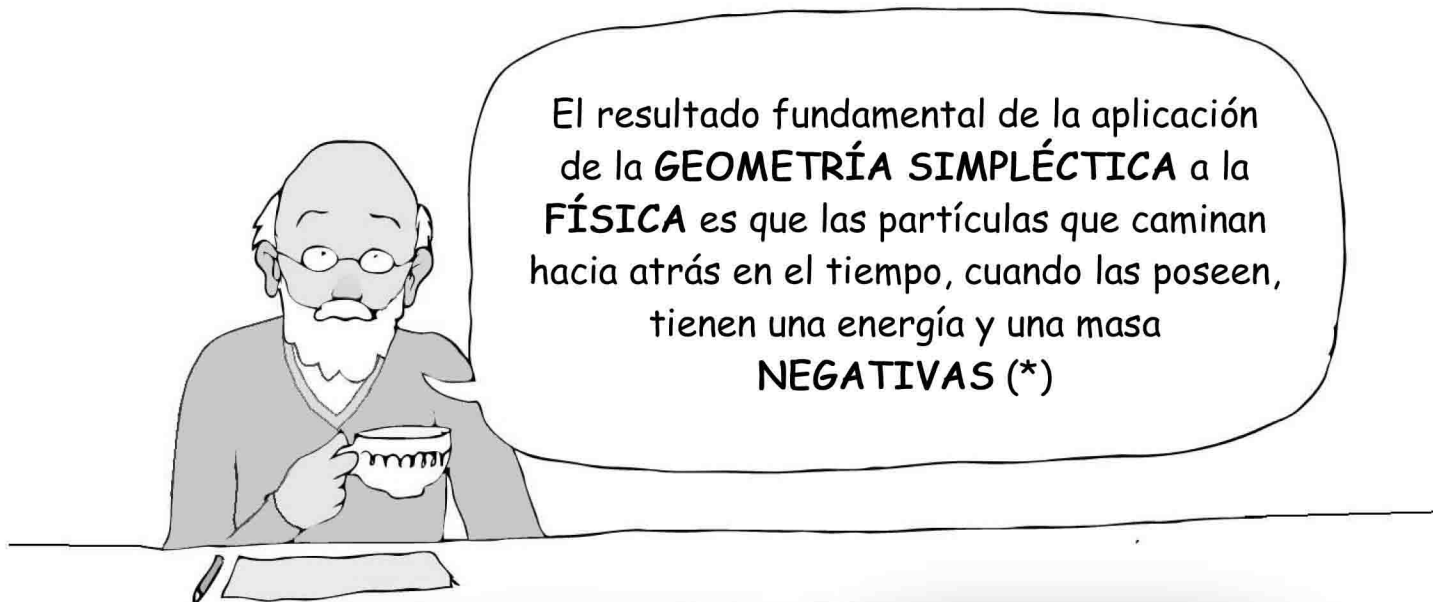 El resultado fundamental de la aplicación
de la GEOMETRÍA SIMPLÉCTICA a la
FÍSICA es que las partículas que caminan
hacia atrás en el tiempo, cuando las poseen,
tienen una energía y una masa
NEGATIVAS (*)